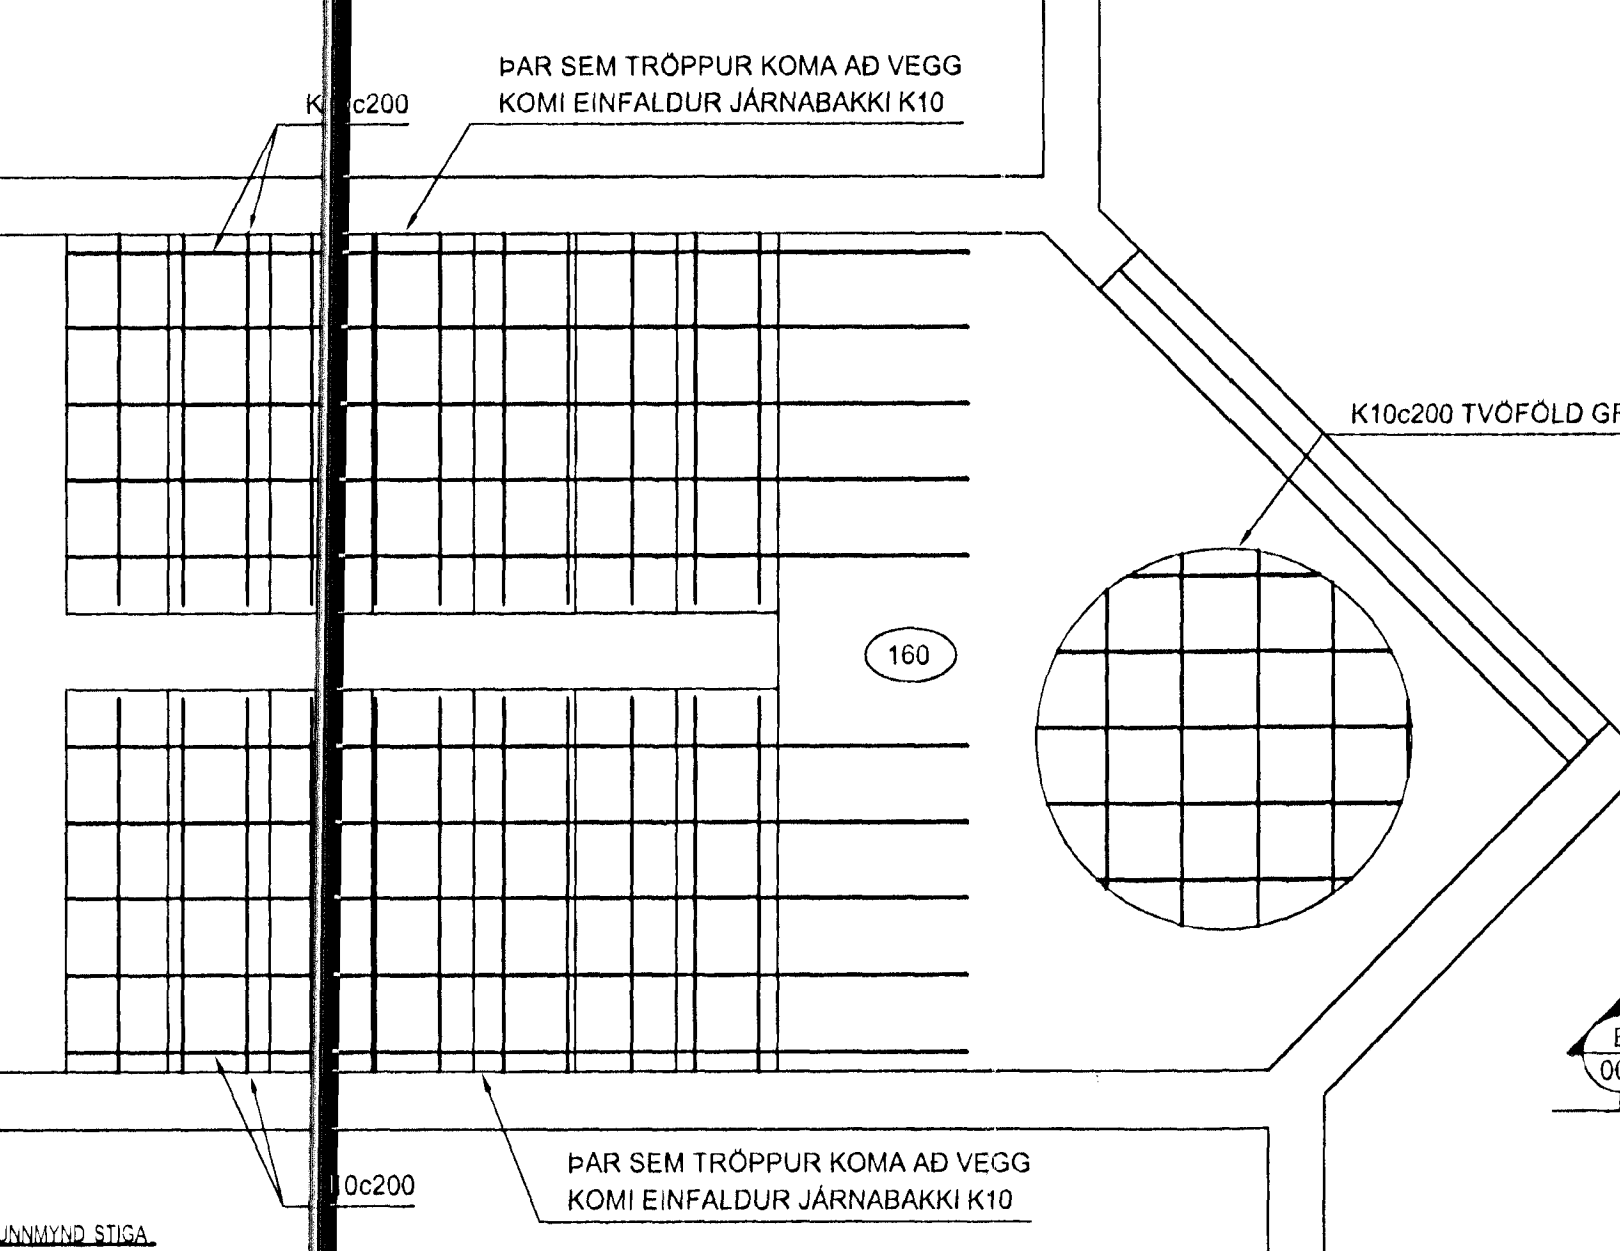 ÞAR SEM TRÖPPUR KOMA AÐ VEGG
KOMI EINFALDUR JÁRNABAKKI K10
c200
K10c200 TVÖFÖLD
160
ÞAR SEM TRÖPPUR KOMA AÐ VEGG
KOMI EINFALDUR JÁRNABAKKI K10
0c200
STIGA